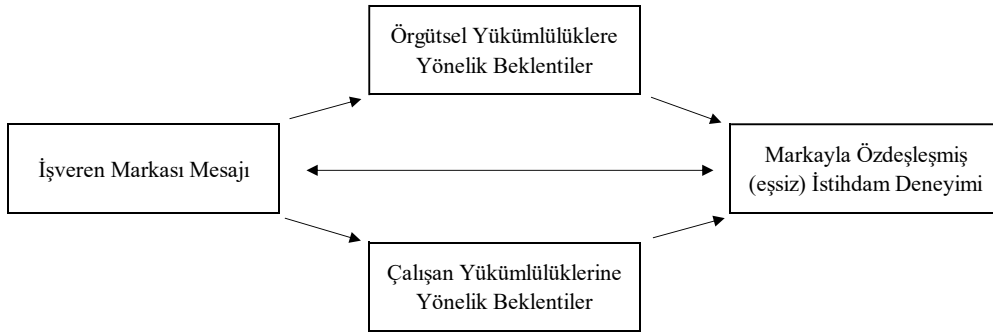 Örgütsel Yükümlülüklere
Yönelik Beklentiler
İşveren Markası Mesajı
Markayla Özdeşleşmiş
(eşsiz) İstihdam Deneyimi
Çalışan Yükümlülüklerine
Yönelik Beklentiler